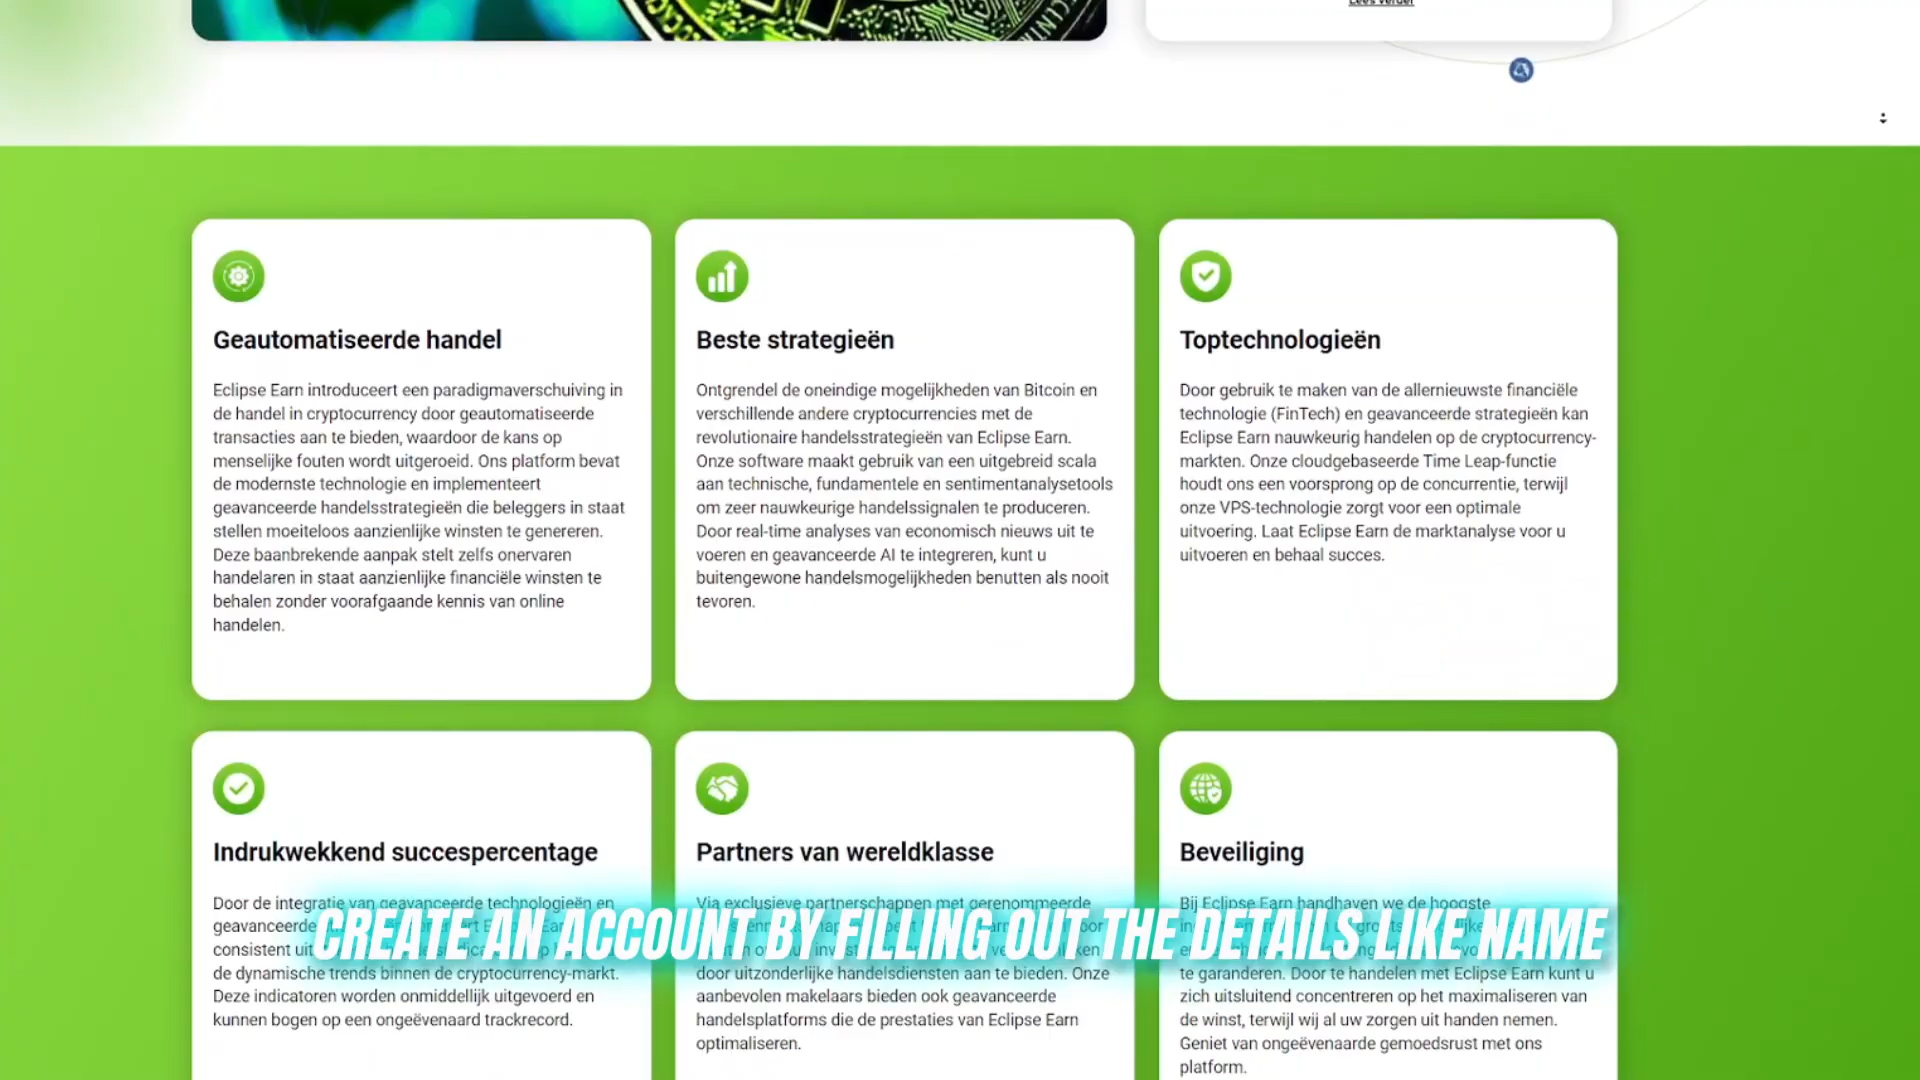 Lees verder
Geautomatiseerde handel
Eclipse Earn introduceert een paradigmaverschuiving in
de handel in cryptocurrency door geautomatiseerde
transacties aan te bieden, waardoor de kans op
menselijke fouten wordt uitgeroeid. Ons platform bevat
de modernste technologie en implementeert
geavanceerde handelsstrategieën die beleggers in staat
stellen moeiteloos aanzienlijke winsten te genereren.
Deze baanbrekende aanpak stelt zelfs onervaren
handelaren in staat aanzienlijke financiële winsten te
behalen zonder voorafgaande kennis van online
handelen.
Beste strategieën
Ontgrendel de oneindige mogelijkheden van Bitcoin en
verschillende andere cryptocurrencies met de
revolutionaire handelsstrategieën van Eclipse Earn.
Onze software maakt gebruik van een uitgebreid scala
aan technische, fundamentele en sentimentanalysetools
om zeer nauwkeurige handelssignalen te produceren.
Door real-time analyses van economisch nieuws uit te
voeren en geavanceerde AI te integreren, kunt u
buitengewone handelsmogelijkheden benutten als nooit
tevoren.
Toptechnologieën
Door gebruik te maken van de allernieuwste financiële
technologie (FinTech) en geavanceerde strategieën kan
Eclipse Earn nauwkeurig handelen op de cryptocurrency-
markten. Onze cloudgebaseerde Time Leap-functie
houdt ons een voorsprong op de concurrentie, terwijl
onze VPS-technologie zorgt voor een optimale
uitvoering. Laat Eclipse Earn de marktanalyse voor u
uitvoeren en behaal succes.
Indrukwekkend succespercentage
Door de integratie van geavanceerde technologieën en
geavanceerde
consistent
de dynamische trends binnen de cryptocurrency-markt.
Deze indicatoren worden onmiddellijk uitgevoerd en
kunnen bogen op een ongeëvenaard trackrecord.
Partners van wereldklasse
Via exclusieve partnerschappen met gerenommeerde
door uitzonderlijke handelsdiensten aan te bieden. Onze
aanbevolen makelaars bieden ook geavanceerde
handelsplatforms die de prestaties van Eclipse Earn
optimaliseren.
Beveiliging
Bij Eclipse Earn handhaven we de hoogste
te garanderen. Door te handelen met Eclipse Earn kunt u
zich uitsluitend concentreren op het maximaliseren van
de winst, terwijl wij al uw zorgen uit handen nemen.
Geniet van ongeëvenaarde gemoedsrust met ons
platform.
CREATE AN ACCOUNT BY FILLING OUT THE DETAILS LIKE NAME